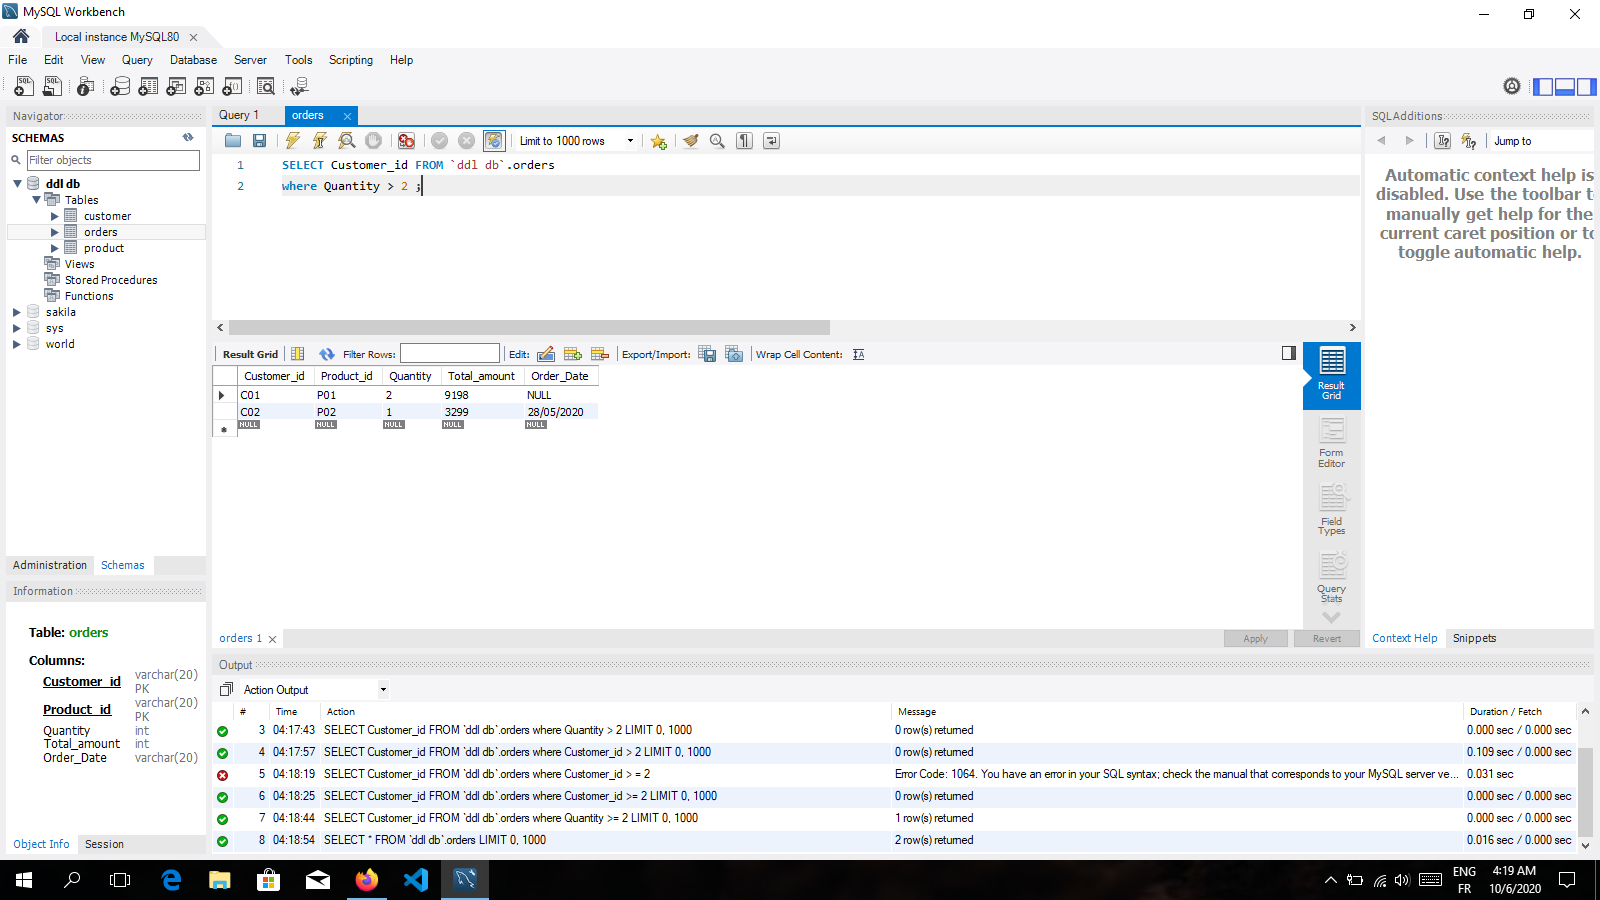 MySQL Workbench
Local instance MySQL80
File Edit View Query Database Server Tools Scripting Help
Navigator
SCHEMAS
Filter objects
ddl db
Tables
customer
orders
product
Views
Stored Procedures
Functions
sakila
sys
world
Administration Schemas
Information
Table: orders
Columns:
Customer_id varchar(20) PK
Product_id varchar(20) PK
Quantity int
Total_amount int
Order_Date varchar(20)
Object Info Session
Query 1 orders
Limit to 1000 rows
1 SELECT Customer_id FROM `ddl db`.orders
2 where Quantity > 2 ;
Result Grid Filter Rows: Edit: Export/Import: Wrap Cell Content:
Customer_id Product_id Quantity Total_amount Order_Date
C01 P01 2 9198 NULL
C02 P02 1 3299 28/05/2020
NULL NULL NULL NULL NULL
Result Grid
Form Editor
Field Types
Query Stats
orders 1 Apply Revert
SQLAdditions
Jump to
Automatic context help is
disabled. Use the toolbar t
manually get help for the
current caret position or to
toggle automatic help.
Context Help Snippets
Output
Action Output
# Time Action Message Duration / Fetch
3 04:17:43 SELECT Customer_id FROM `ddl db`.orders where Quantity > 2 LIMIT 0, 1000 0 row(s) returned 0.000 sec / 0.000 sec
4 04:17:57 SELECT Customer_id FROM `ddl db`.orders where Customer_id > 2 LIMIT 0, 1000 0 row(s) returned 0.109 sec / 0.000 sec
5 04:18:19 SELECT Customer_id FROM `ddl db`.orders where Customer_id > = 2 Error Code: 1064. You have an error in your SQL syntax; check the manual that corresponds to your MySQL server ve... 0.031 sec
6 04:18:25 SELECT Customer_id FROM `ddl db`.orders where Customer_id >= 2 LIMIT 0, 1000 0 row(s) returned 0.000 sec / 0.000 sec
7 04:18:44 SELECT Customer_id FROM `ddl db`.orders where Quantity >= 2 LIMIT 0, 1000 1 row(s) returned 0.000 sec / 0.000 sec
8 04:18:54 SELECT * FROM `ddl db`.orders LIMIT 0, 1000 2 row(s) returned 0.016 sec / 0.000 sec
ENG
FR
4:19 AM
10/6/2020